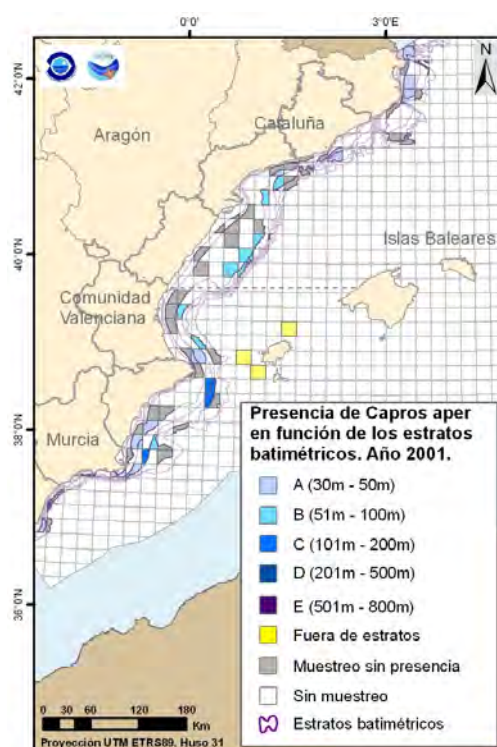 0°0'
3°0'E
N
42°0'N
Aragón
Cataluña
40°0'N
Islas Baleares
Comunidad
Valenciana
38°0'N
Murcia
36°0'N
Presencia de Capros aper
en función de los estratos
batimétricos. Año 2001.
A (30m - 50m)
B (51m - 100m)
C (101m - 200m)
D (201m - 500m)
E (501m - 800m)
Fuera de estratos
Muestreo sin presencia
Sin muestreo
Estratos batimétricos
0 30 60 120 180
Km
Proyección UTM ETRS89. Huso 31